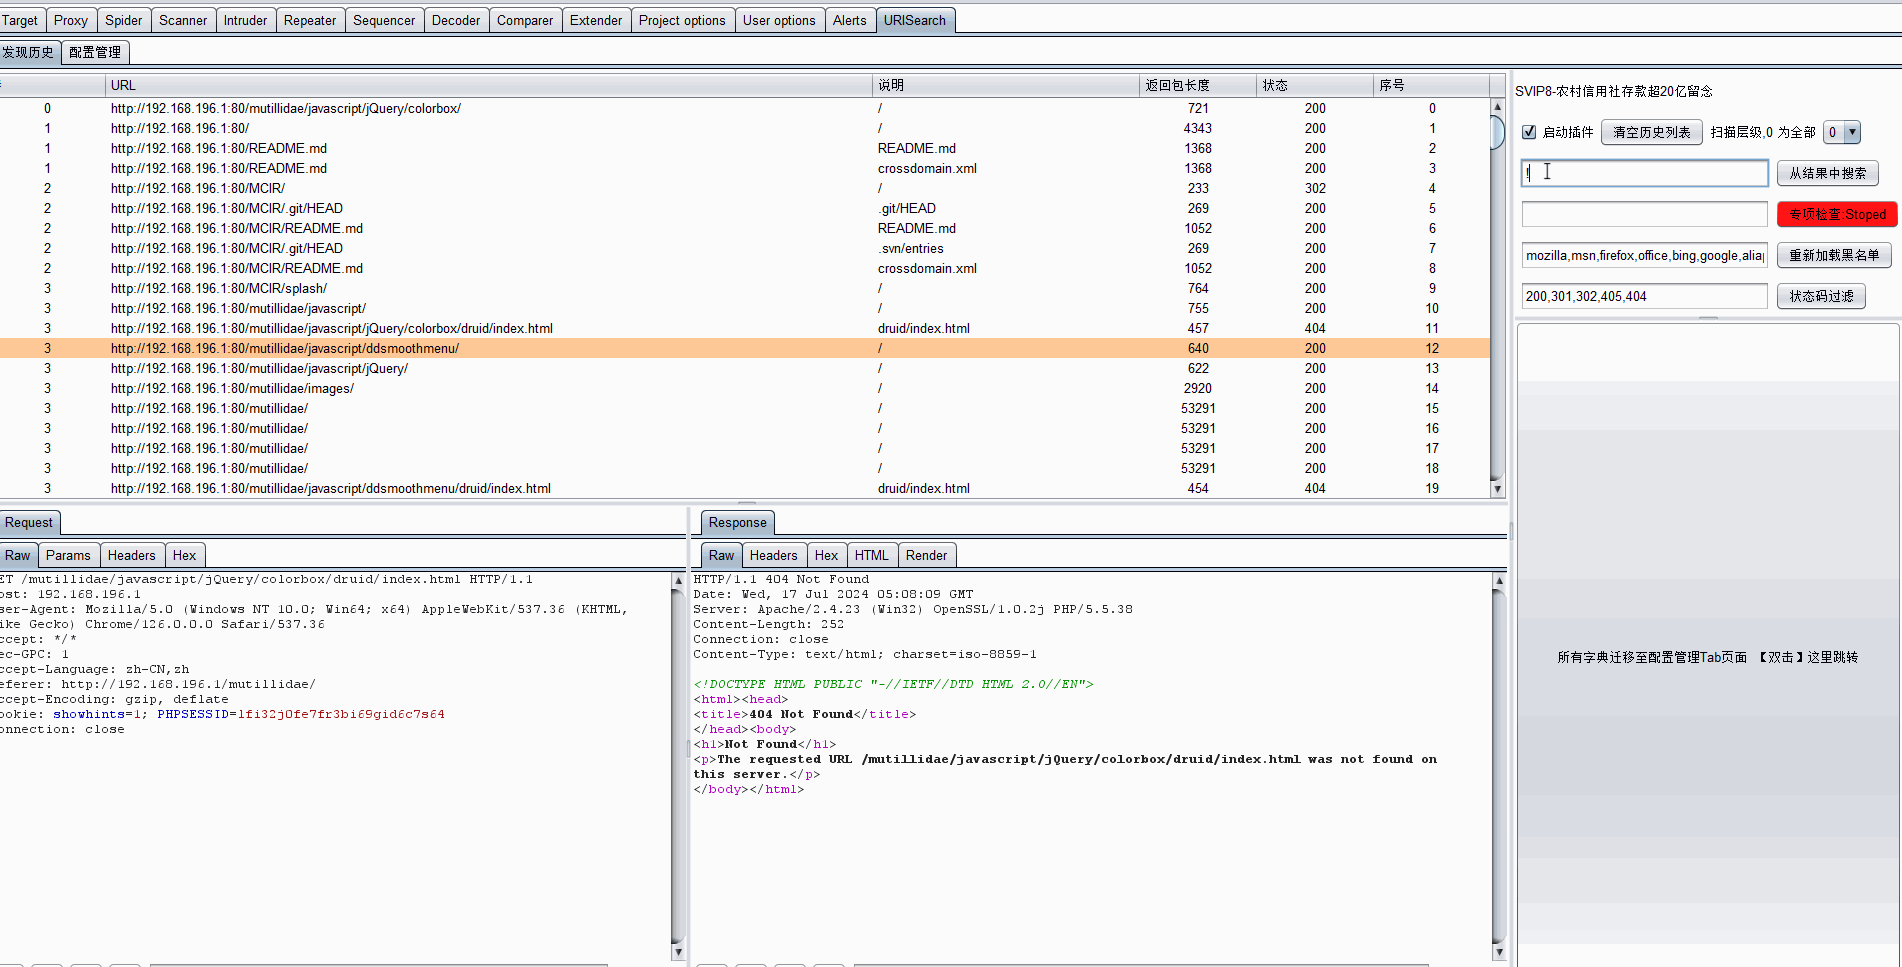 Target Proxy Spider Scanner Intruder Repeater Sequencer Decoder Comparer Extender Project options User options Alerts URISearch
发现历史 配置管理
URL 说明 返回包长度 状态 序号
0 http://192.168.196.1:80/mutillidae/javascript/jQuery/colorbox/ / 721 200 0
1 http://192.168.196.1:80/ / 4343 200 1
1 http://192.168.196.1:80/README.md README.md 1368 200 2
1 http://192.168.196.1:80/README.md crossdomain.xml 1368 200 3
2 http://192.168.196.1:80/MCIR/ / 233 302 4
2 http://192.168.196.1:80/MCIR/.git/HEAD .git/HEAD 269 200 5
2 http://192.168.196.1:80/MCIR/README.md README.md 1052 200 6
2 http://192.168.196.1:80/MCIR/.git/HEAD .svn/entries 269 200 7
2 http://192.168.196.1:80/MCIR/README.md crossdomain.xml 1052 200 8
3 http://192.168.196.1:80/MCIR/splash/ / 764 200 9
3 http://192.168.196.1:80/mutillidae/javascript/ / 755 200 10
3 http://192.168.196.1:80/mutillidae/javascript/jQuery/colorbox/druid/index.html druid/index.html 457 404 11
3 http://192.168.196.1:80/mutillidae/javascript/ddsmoothmenu/ / 640 200 12
3 http://192.168.196.1:80/mutillidae/javascript/jQuery/ / 622 200 13
3 http://192.168.196.1:80/mutillidae/images/ / 2920 200 14
3 http://192.168.196.1:80/mutillidae/ / 53291 200 15
3 http://192.168.196.1:80/mutillidae/ / 53291 200 16
3 http://192.168.196.1:80/mutillidae/ / 53291 200 17
3 http://192.168.196.1:80/mutillidae/ / 53291 200 18
3 http://192.168.196.1:80/mutillidae/javascript/ddsmoothmenu/druid/index.html druid/index.html 454 404 19
SVIP8-农村信用社存款超20亿留念
启动插件 清空历史列表 扫描层级,0 为全部 0
! 从结果中搜索
专项检查:Stoped
mozilla,msn,firefox,office,bing,google,alia 重新加载黑名单
200,301,302,405,404 状态码过滤
所有字典迁移至配置管理Tab页面 【双击】这里跳转
Request
Raw Params Headers Hex
ET /mutillidae/javascript/jQuery/colorbox/druid/index.html HTTP/1.1
ost: 192.168.196.1
ser-Agent: Mozilla/5.0 (Windows NT 10.0; Win64; x64) AppleWebKit/537.36 (KHTML,
ike Gecko) Chrome/126.0.0.0 Safari/537.36
ccept: */*
ec-GPC: 1
ccept-Language: zh-CN,zh
eferer: http://192.168.196.1/mutillidae/
ccept-Encoding: gzip, deflate
ookie: showhints=1; PHPSESSID=lfi32j0fe7fr3bi69gid6c7s64
onnection: close
Response
Raw Headers Hex HTML Render
HTTP/1.1 404 Not Found
Date: Wed, 17 Jul 2024 05:08:09 GMT
Server: Apache/2.4.23 (Win32) OpenSSL/1.0.2j PHP/5.5.38
Content-Length: 252
Connection: close
Content-Type: text/html; charset=iso-8859-1
<!DOCTYPE HTML PUBLIC "-//IETF//DTD HTML 2.0//EN">
<html><head>
<title>404 Not Found</title>
</head><body>
<h1>Not Found</h1>
<p>The requested URL /mutillidae/javascript/jQuery/colorbox/druid/index.html was not found on
this server.</p>
</body></html>